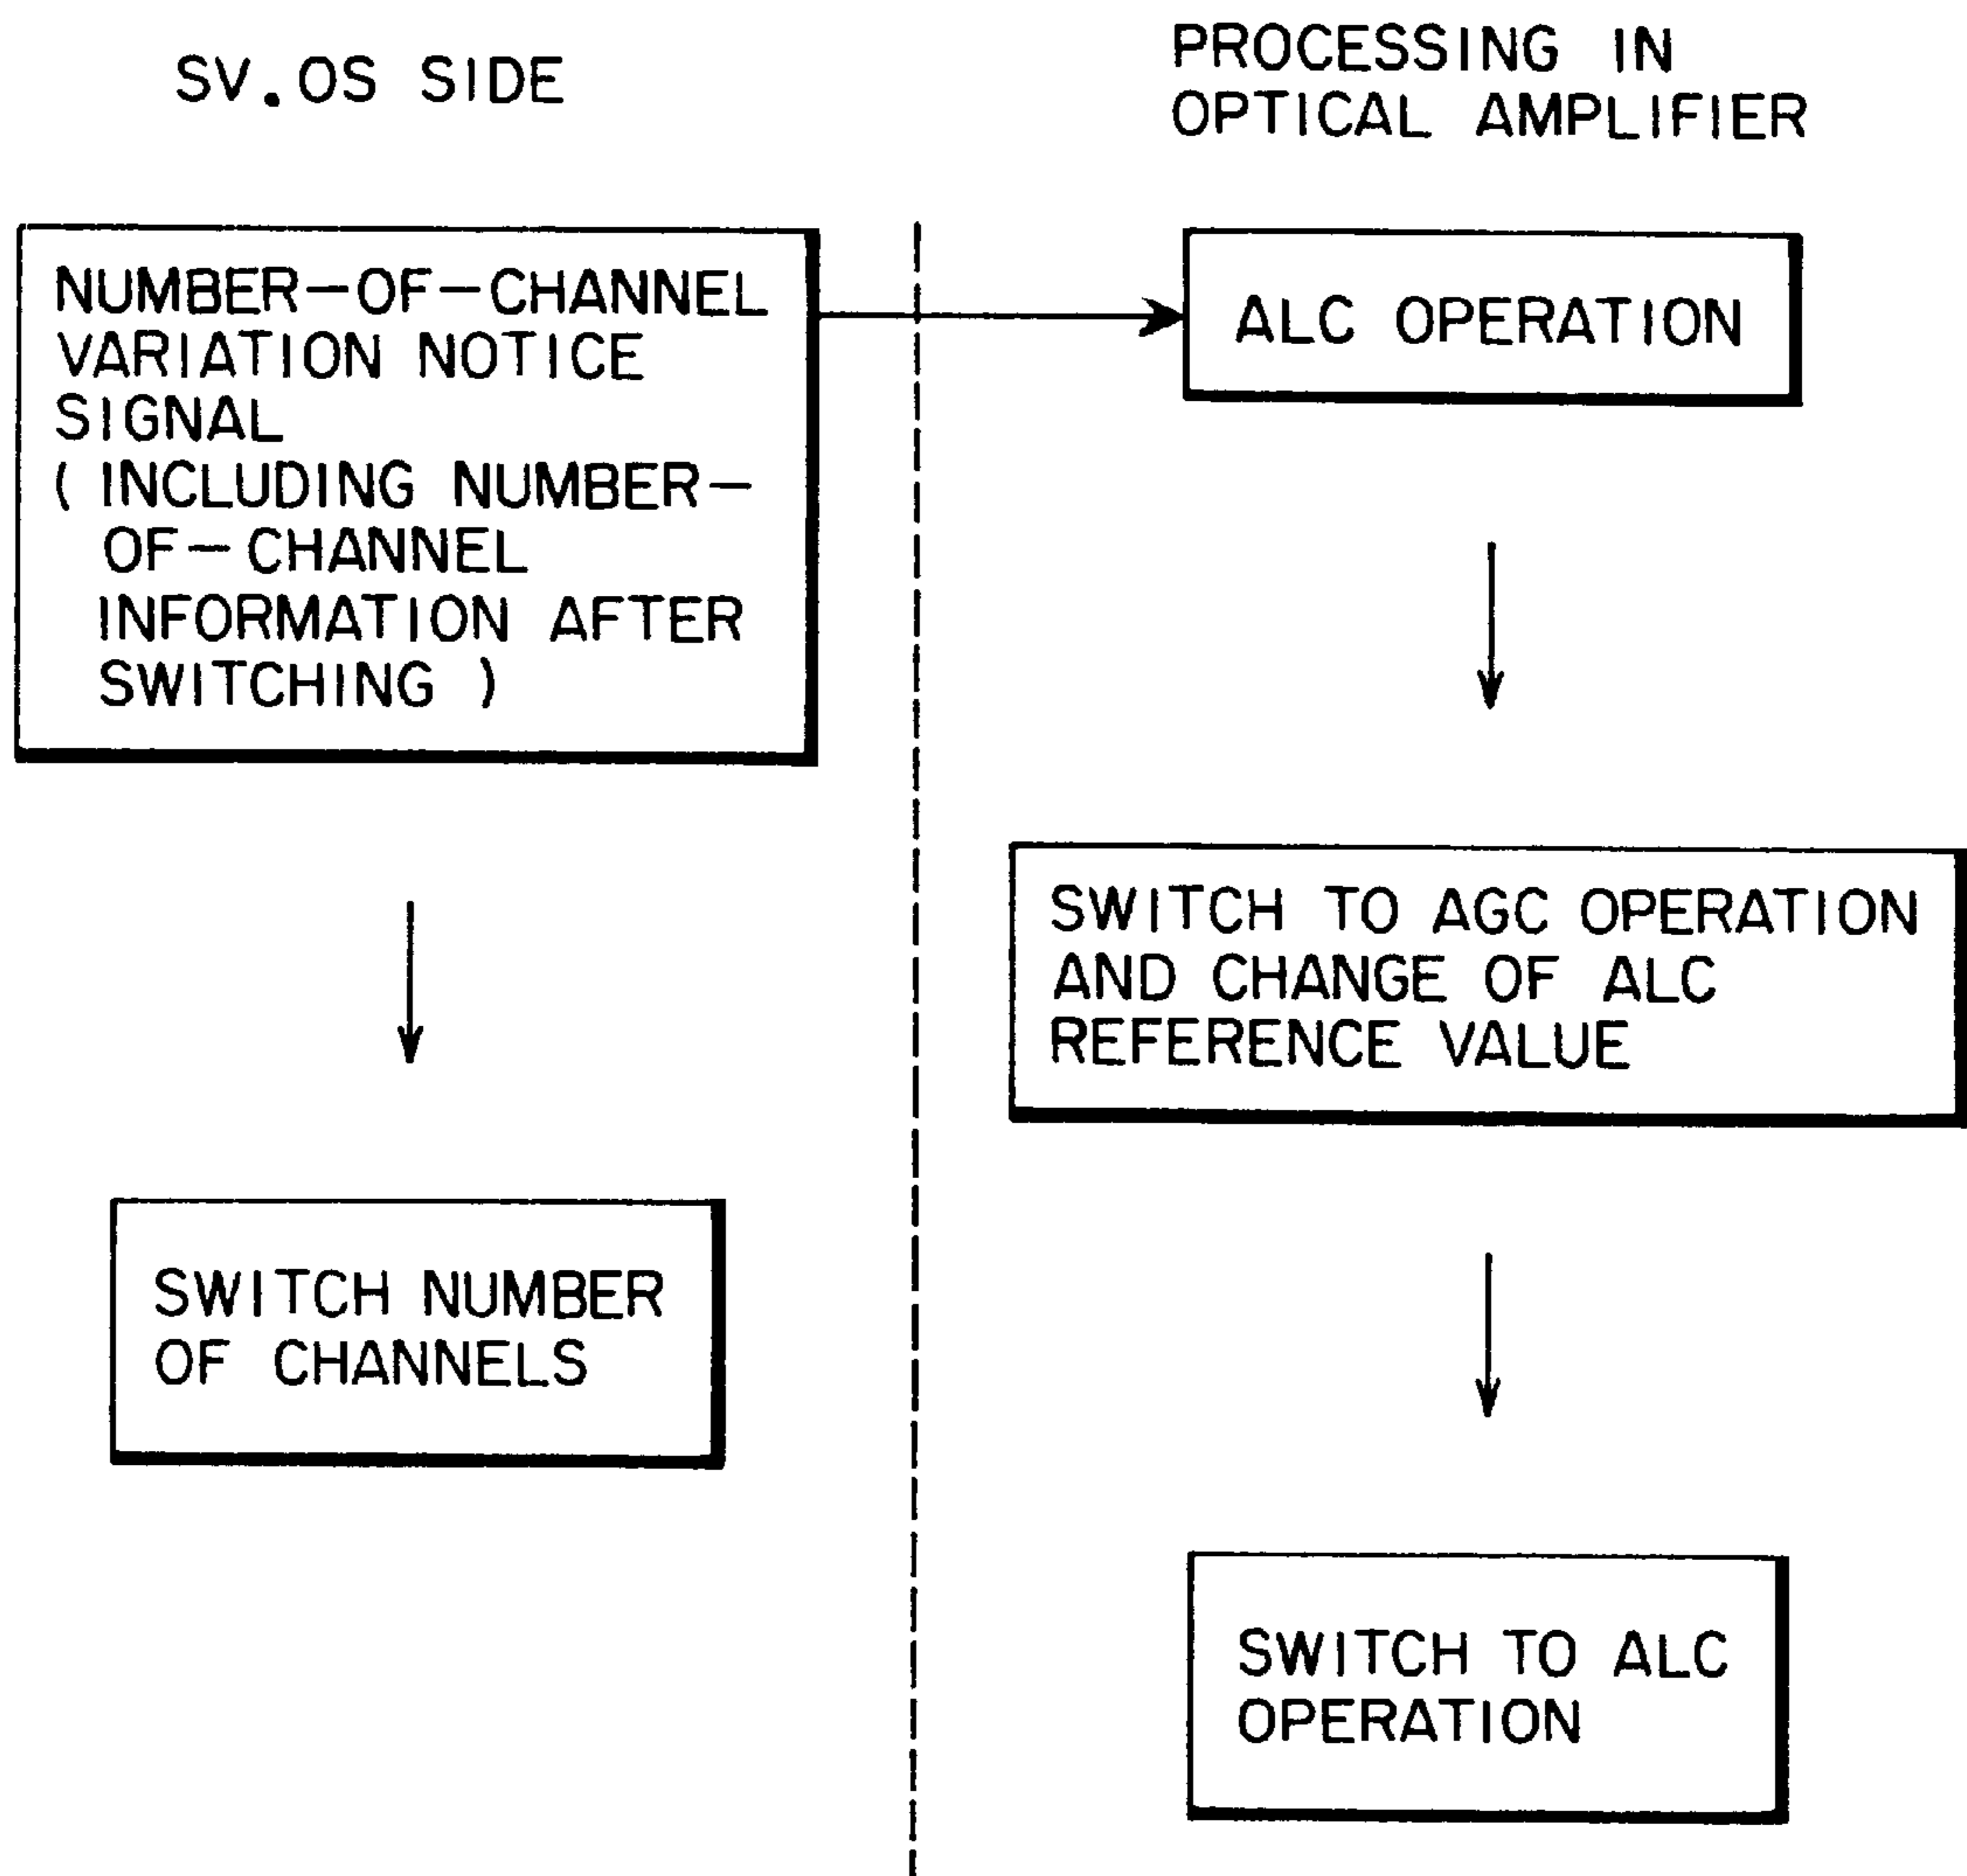 SV.OS SIDE
PROCESSING IN
OPTICAL AMPLIFIER
NUMBER-OF-CHANNEL
VARIATION NOTICE
SIGNAL
( INCLUDING NUMBER-
OF-CHANNEL
INFORMATION AFTER
SWITCHING )
ALC OPERATION
SWITCH TO AGC OPERATION
AND CHANGE OF ALC
REFERENCE VALUE
SWITCH NUMBER
OF CHANNELS
SWITCH TO ALC
OPERATION